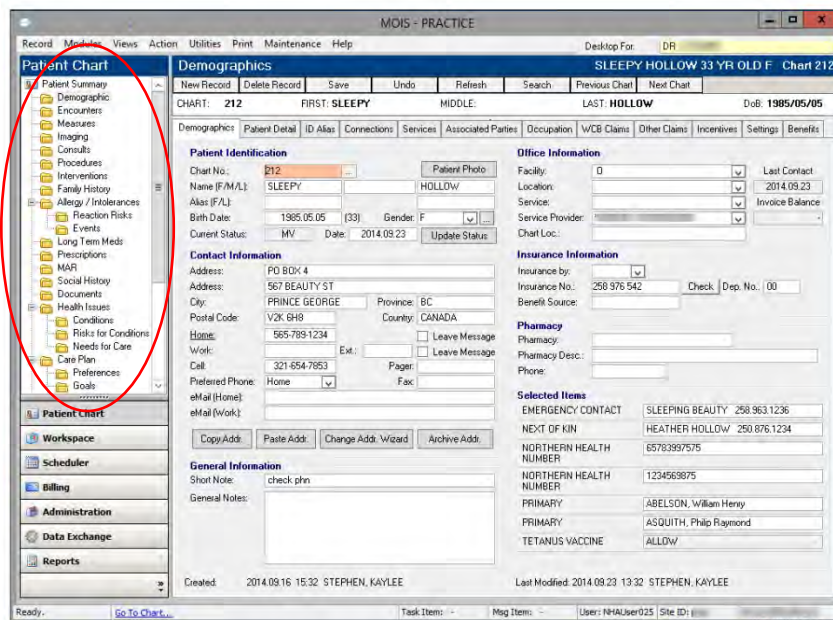 MOIS - PRACTICE
Record Modules Views Action Utilities Print Maintenance Help Desktop For: DR
Patient Chart
Patient Summary
Demographic
Encounters
Measures
Imaging
Consults
Procedures
Interventions
Family History
Allergy / Intolerances
Reaction Risks
Events
Long Term Meds
Prescriptions
MAR
Social History
Documents
Health Issues
Conditions
Risks for Conditions
Needs for Care
Care Plan
Preferences
Goals
Patient Chart
Workspace
Scheduler
Billing
Administration
Data Exchange
Reports
Demographics SLEEPY HOLLOW 33 YR OLD F Chart 212
New Record Delete Record Save Undo Refresh Search Previous Chart Next Chart
CHART: 212 FIRST: SLEEPY MIDDLE: LAST: HOLLOW DoB: 1985/05/05
Demographics Patient Detail ID Alias Connections Services Associated Parties Occupation WCB Claims Other Claims Incentives Settings Benefits
Patient Identification
Chart No.: 212 ... Patient Photo
Name (F/M/L): SLEEPY HOLLOW
Alias (F/L):
Birth Date: 1985.05.05 (33) Gender: F ...
Current Status: MV Date: 2014.09.23 Update Status
Contact Information
Address: PO BOX 4
Address: 567 BEAUTY ST
City: PRINCE GEORGE Province: BC
Postal Code: V2K 6H8 Country: CANADA
Home: 565-789-1234 Leave Message
Work: Ext.: Leave Message
Cell: 321-654-7853 Pager:
Preferred Phone: Home Fax:
eMail (Home):
eMail (Work):
Copy Addr. Paste Addr. Change Addr. Wizard Archive Addr.
General Information
Short Note: check phn
General Notes:
Created: 2014.09.16 15:32 STEPHEN, KAYLEE
Office Information
Facility: 0 Last Contact
Location: 2014.09.23
Service: Invoice Balance
Service Provider: -
Chart Loc.:
Insurance Information
Insurance by:
Insurance No.: 258 976 542 Check Dep. No.: 00
Benefit Source:
Pharmacy
Pharmacy:
Pharmacy Desc.:
Phone:
Selected Items
EMERGENCY CONTACT SLEEPING BEAUTY 258.963.1236
NEXT OF KIN HEATHER HOLLOW 250.876.1234
NORTHERN HEALTH NUMBER 65783997575
NORTHERN HEALTH NUMBER 1234569875
PRIMARY ABELSON, William Henry
PRIMARY ASQUITH, Philip Raymond
TETANUS VACCINE ALLOW
Last Modified: 2014.09.23 13:32 STEPHEN, KAYLEE
Ready. Go To Chart... Task Item: - Msg Item: - User: NHAUser025 Site ID: